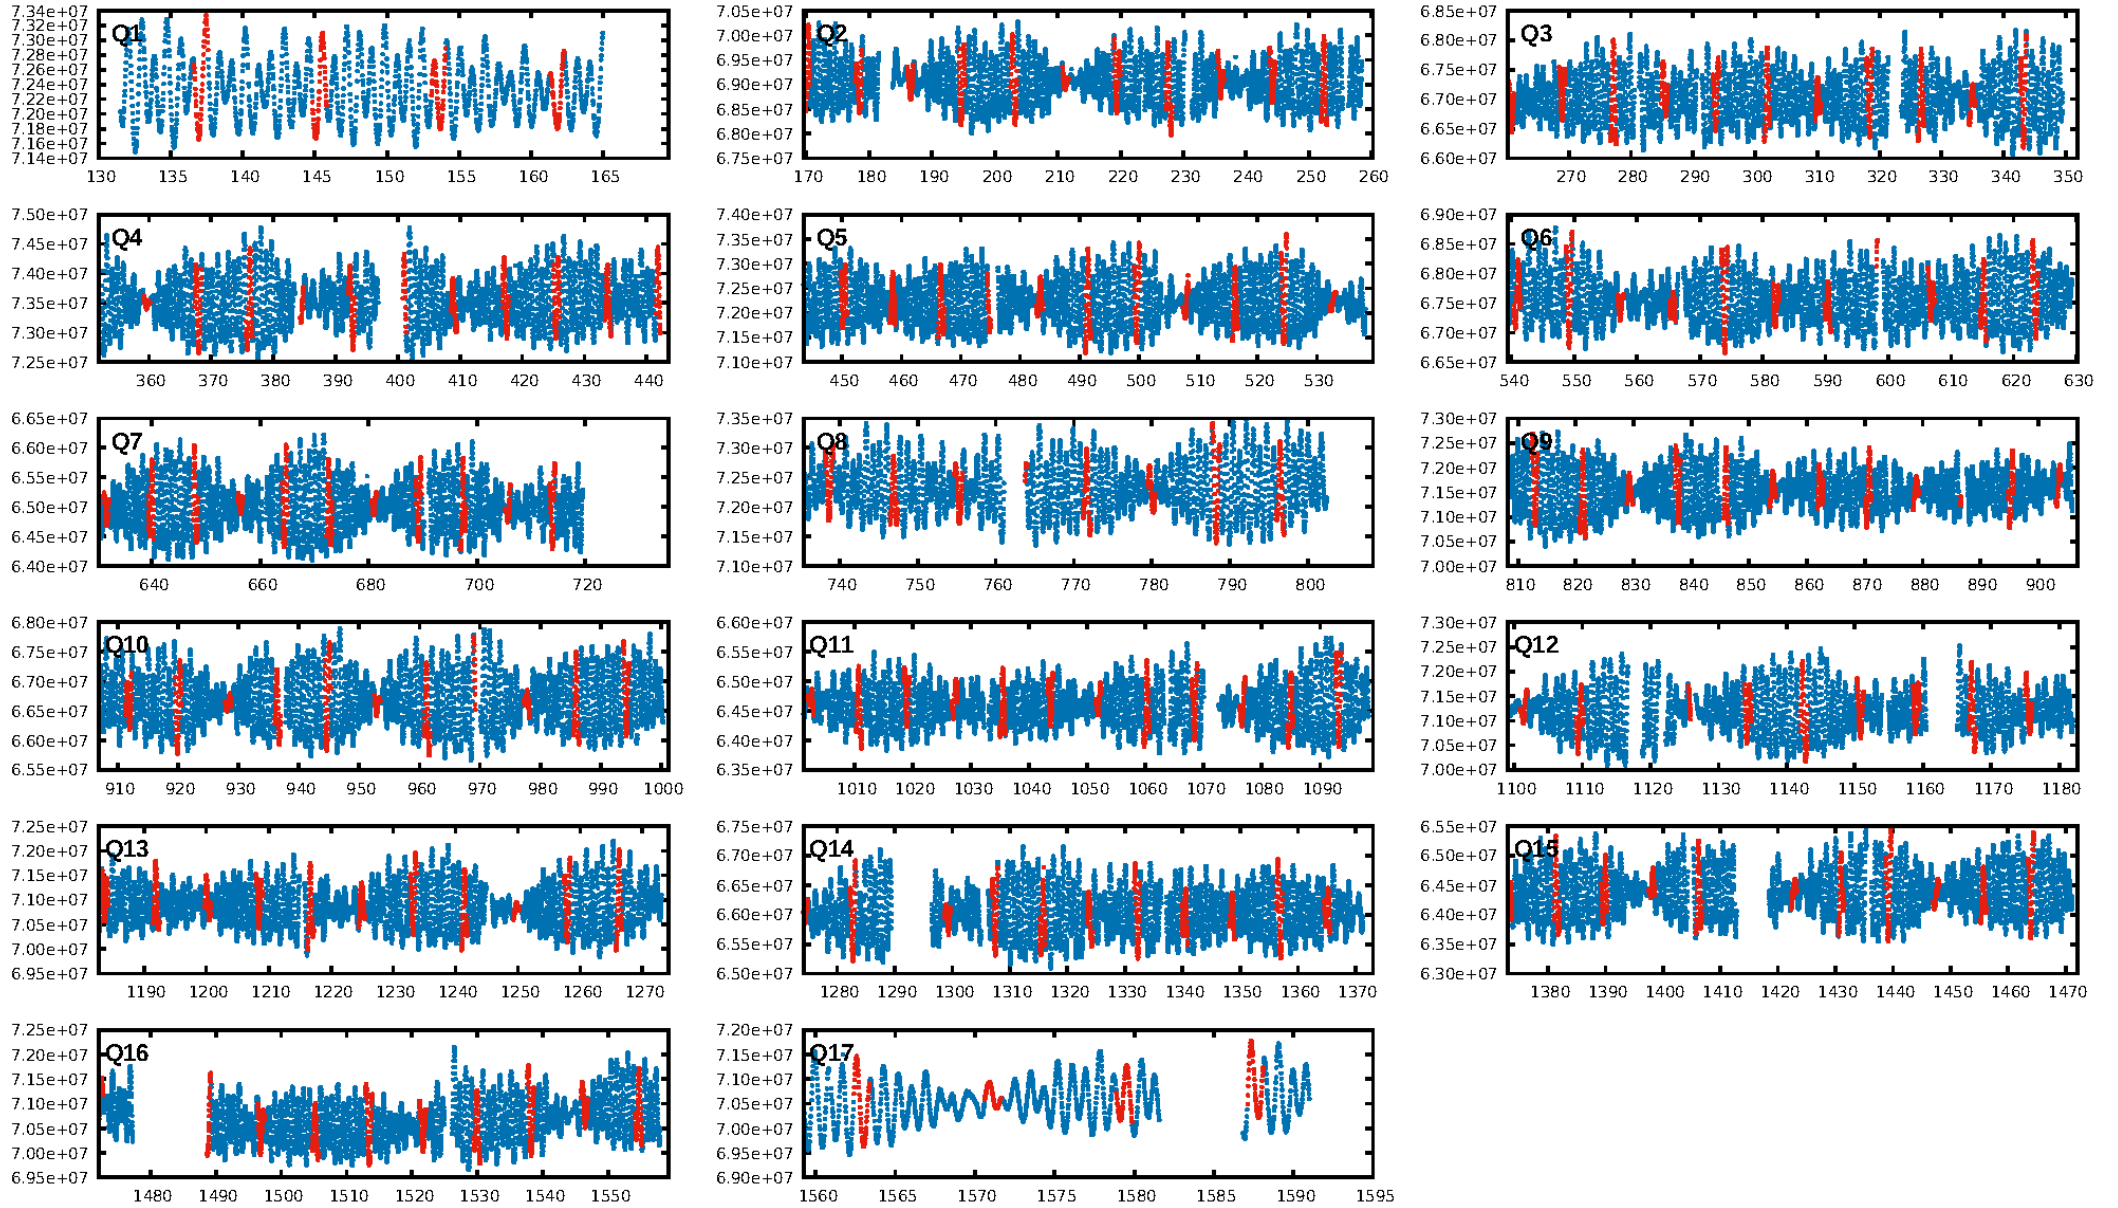 Q1
7.34e+07
7.32e+07
7.30e+07
7.28e+07
7.26e+07
7.24e+07
7.22e+07
7.20e+07
7.18e+07
7.16e+07
7.14e+07
130 135 140 145 150 155 160 165
Q2
7.05e+07
7.00e+07
6.95e+07
6.90e+07
6.85e+07
6.80e+07
6.75e+07
170 180 190 200 210 220 230 240 250 260
Q3
6.85e+07
6.80e+07
6.75e+07
6.70e+07
6.65e+07
6.60e+07
270 280 290 300 310 320 330 340 350
Q4
7.50e+07
7.45e+07
7.40e+07
7.35e+07
7.30e+07
7.25e+07
360 370 380 390 400 410 420 430 440
Q5
7.40e+07
7.35e+07
7.30e+07
7.25e+07
7.20e+07
7.15e+07
7.10e+07
450 460 470 480 490 500 510 520 530
Q6
6.90e+07
6.85e+07
6.80e+07
6.75e+07
6.70e+07
6.65e+07
540 550 560 570 580 590 600 610 620 630
Q7
6.65e+07
6.60e+07
6.55e+07
6.50e+07
6.45e+07
6.40e+07
640 660 680 700 720
Q8
7.35e+07
7.30e+07
7.25e+07
7.20e+07
7.15e+07
7.10e+07
740 750 760 770 780 790 800
Q9
7.30e+07
7.25e+07
7.20e+07
7.15e+07
7.10e+07
7.05e+07
7.00e+07
810 820 830 840 850 860 870 880 890 900
Q10
6.80e+07
6.75e+07
6.70e+07
6.65e+07
6.60e+07
6.55e+07
910 920 930 940 950 960 970 980 990 1000
Q11
6.60e+07
6.55e+07
6.50e+07
6.45e+07
6.40e+07
6.35e+07
1010 1020 1030 1040 1050 1060 1070 1080 1090
Q12
7.30e+07
7.25e+07
7.20e+07
7.15e+07
7.10e+07
7.05e+07
7.00e+07
1100 1110 1120 1130 1140 1150 1160 1170 1180
Q13
7.25e+07
7.20e+07
7.15e+07
7.10e+07
7.05e+07
7.00e+07
6.95e+07
1190 1200 1210 1220 1230 1240 1250 1260 1270
Q14
6.75e+07
6.70e+07
6.65e+07
6.60e+07
6.55e+07
6.50e+07
1280 1290 1300 1310 1320 1330 1340 1350 1360 1370
Q15
6.55e+07
6.50e+07
6.45e+07
6.40e+07
6.35e+07
6.30e+07
1380 1390 1400 1410 1420 1430 1440 1450 1460 1470
Q16
7.25e+07
7.20e+07
7.15e+07
7.10e+07
7.05e+07
7.00e+07
6.95e+07
1480 1490 1500 1510 1520 1530 1540 1550
Q17
7.20e+07
7.15e+07
7.10e+07
7.05e+07
7.00e+07
6.95e+07
6.90e+07
1560 1565 1570 1575 1580 1585 1590 1595